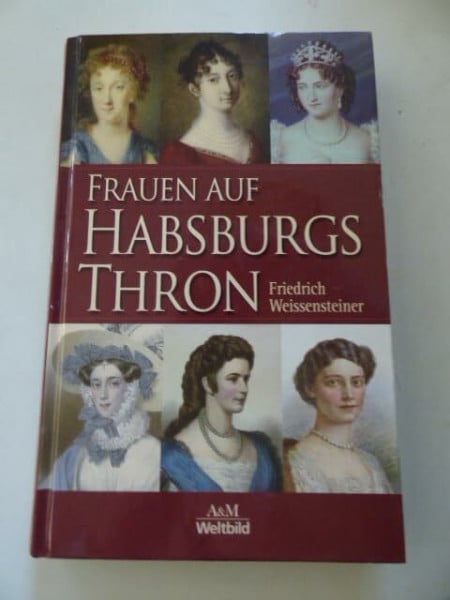 FRAUEN AUF
HABSBURGS
THRON
Friedrich
Weissensteiner
A&M
Weltbild